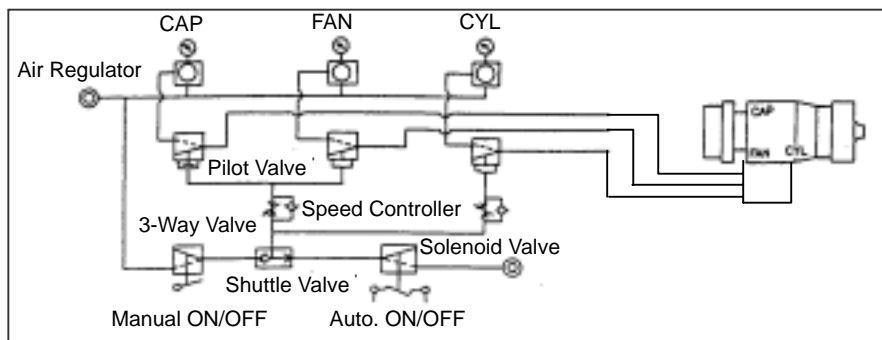 CAP FAN CYL
Air Regulator
CAP
FAN CYL
Pilot Valve
Speed Controller
3-Way Valve
Solenoid Valve
Shuttle Valve
Manual ON/OFF Auto. ON/OFF